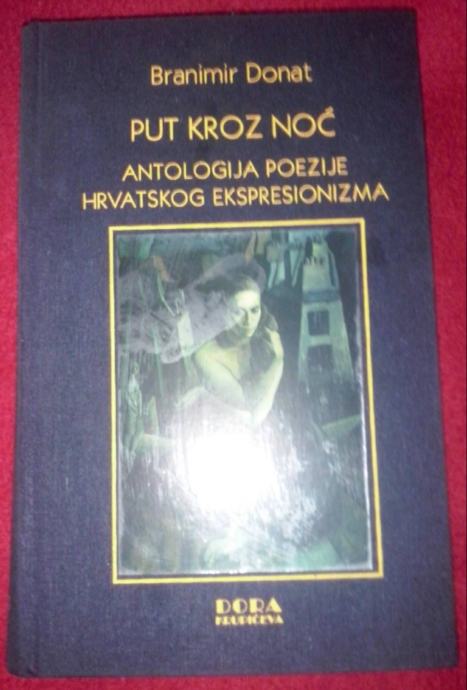 Branimir Donat
PUT KROZ NOĆ
ANTOLOGIJA POEZIJE
HRVATSKOG EKSPRESIONIZMA
DORA
KRUPIĆEVA